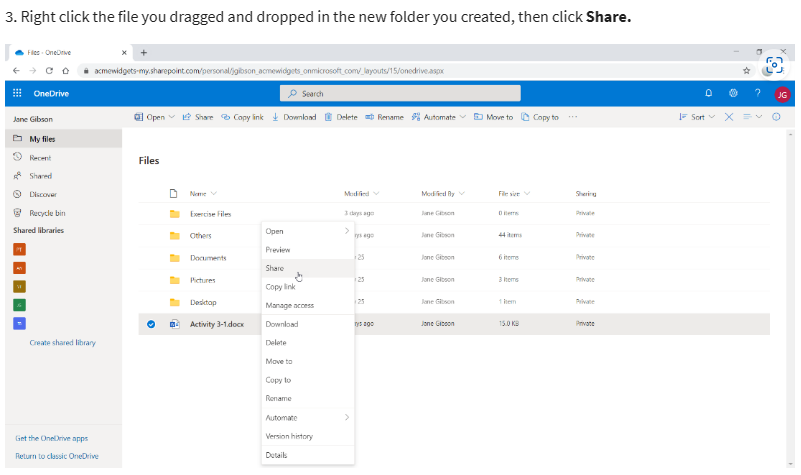 3. Right click the file you dragged and dropped in the new folder you created, then click Share.
Files - OneDrive
acmewidgets-my.sharepoint.com/personal/jgibson_acmewidgets_onmicrosoft_com/_layouts/15/onedrive.aspx
OneDrive
Search
? JG
Jane Gibson
Open Share Copy link Download Delete Rename Automate Move to Copy to ... Sort
My files
Recent
Shared
Discover
Recycle bin
Shared libraries
Create shared library
Get the OneDrive apps
Return to classic OneDrive
Files
Name Modified Modified By File size Sharing
Exercise Files 3 days ago Jane Gibson 0 items Private
Others ays ago Jane Gibson 44 items Private
Documents 25 Jane Gibson 6 items Private
Pictures 25 Jane Gibson 3 items Private
Desktop 25 Jane Gibson 1 item Private
Activity 3-1.docx ays ago Jane Gibson 15.0 KB Private
Open
Preview
Share
Copy link
Manage access
Download
Delete
Move to
Copy to
Rename
Automate
Version history
Details